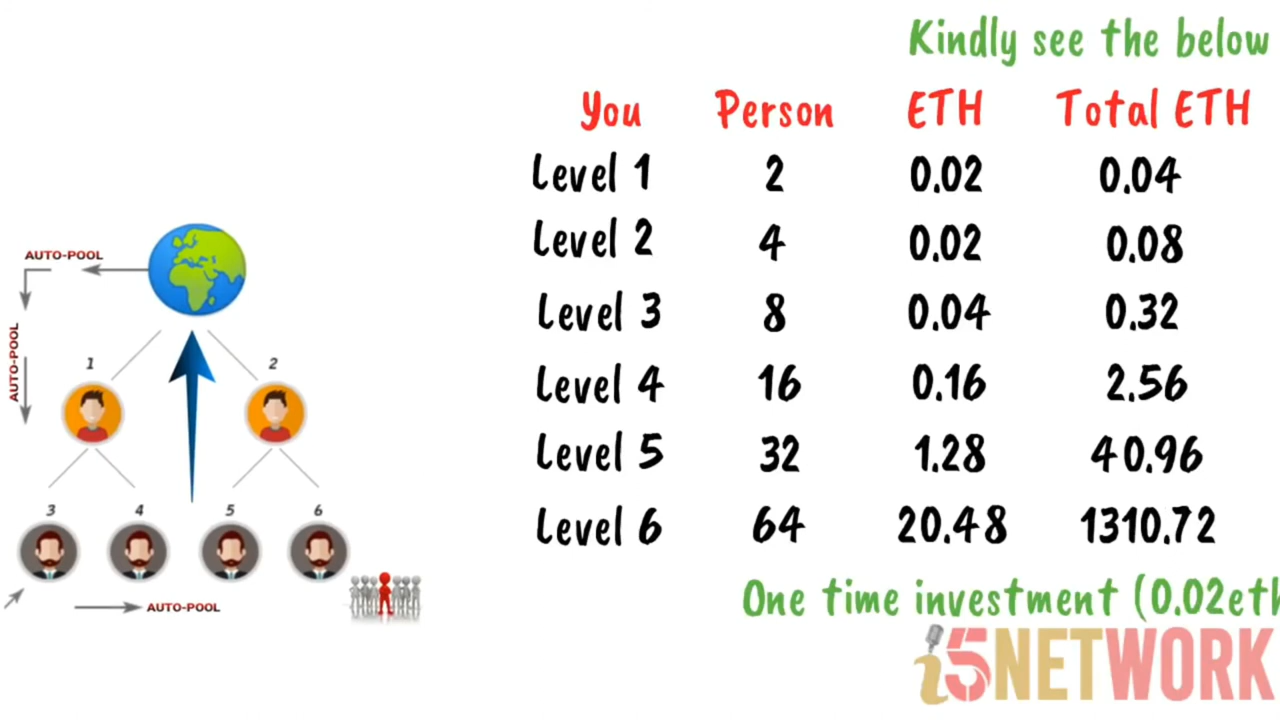 Kindly see the below
You Person ETH Total ETH
Level 1 2 0.02 0.04
Level 2 4 0.02 0.08
Level 3 8 0.04 0.32
Level 4 16 0.16 2.56
Level 5 32 1.28 40.96
Level 6 64 20.48 1310.72
One time investment (0.02eth
AUTO-POOL
AUTO-POOL
1 2
3 4 5 6
AUTO-POOL
i5NETWORK